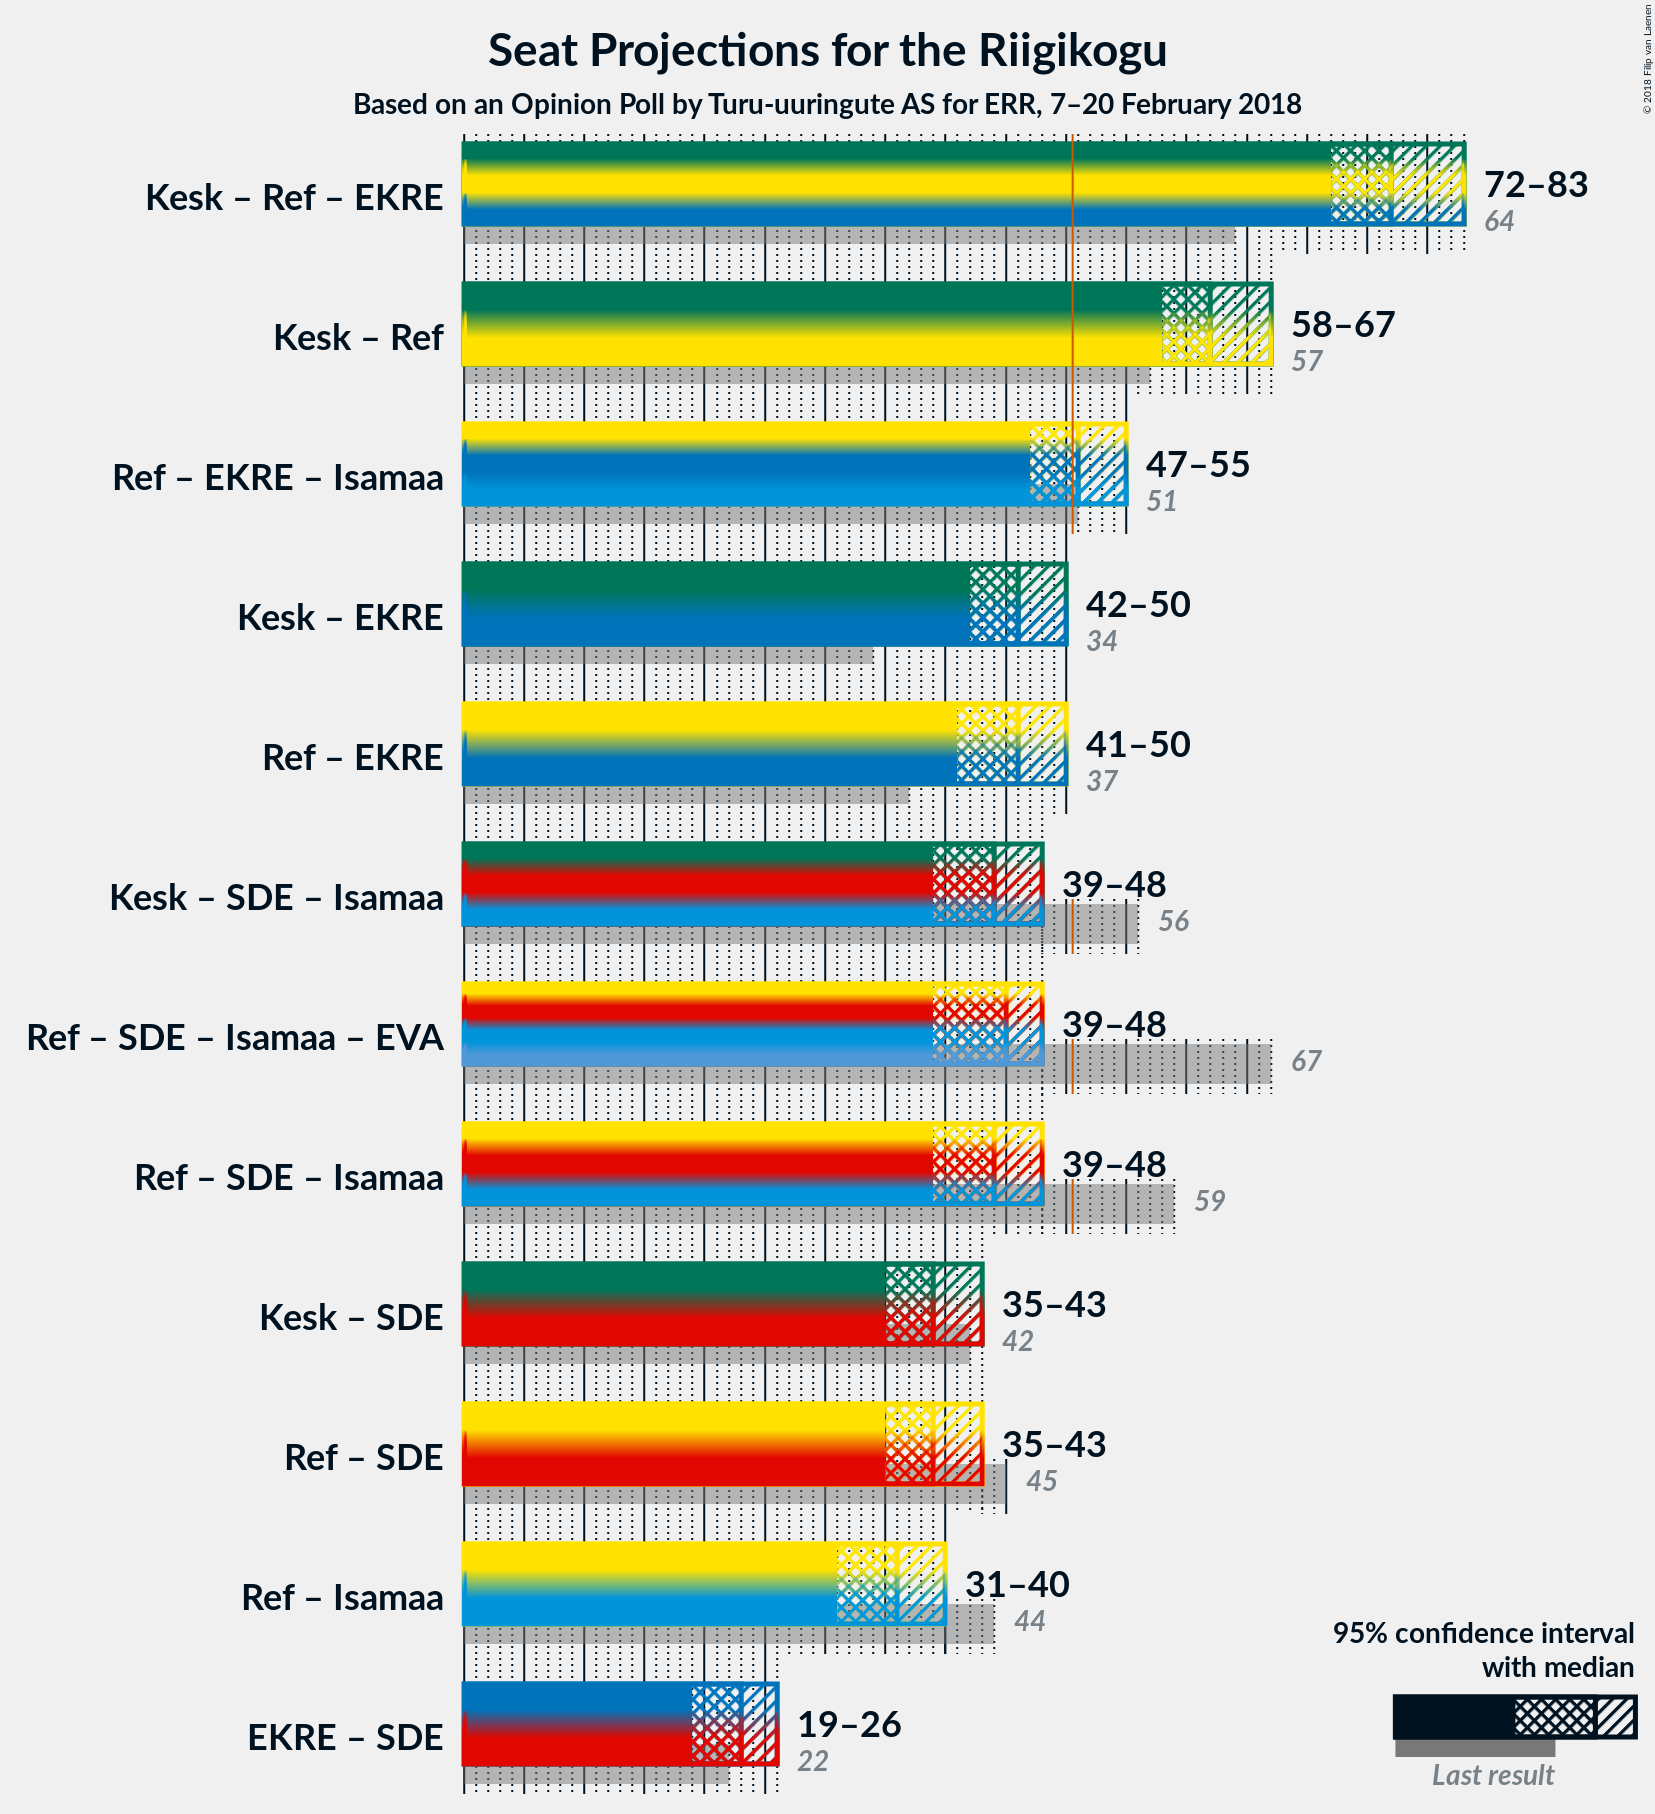 Seat Projections for the Riigikogu
Based on an Opinion Poll by Turu-uuringute AS for ERR, 7–20 February 2018
© 2018 Filip van Laenen
Kesk – Ref – EKRE
72–83
64
Kesk – Ref
58–67
57
Ref – EKRE – Isamaa
47–55
51
Kesk – EKRE
42–50
34
Ref – EKRE
41–50
37
Kesk – SDE – Isamaa
39–48
56
Ref – SDE – Isamaa – EVA
39–48
67
Ref – SDE – Isamaa
39–48
59
Kesk – SDE
35–43
42
Ref – SDE
35–43
45
Ref – Isamaa
31–40
44
EKRE – SDE
19–26
22
95% confidence interval
with median
Last result